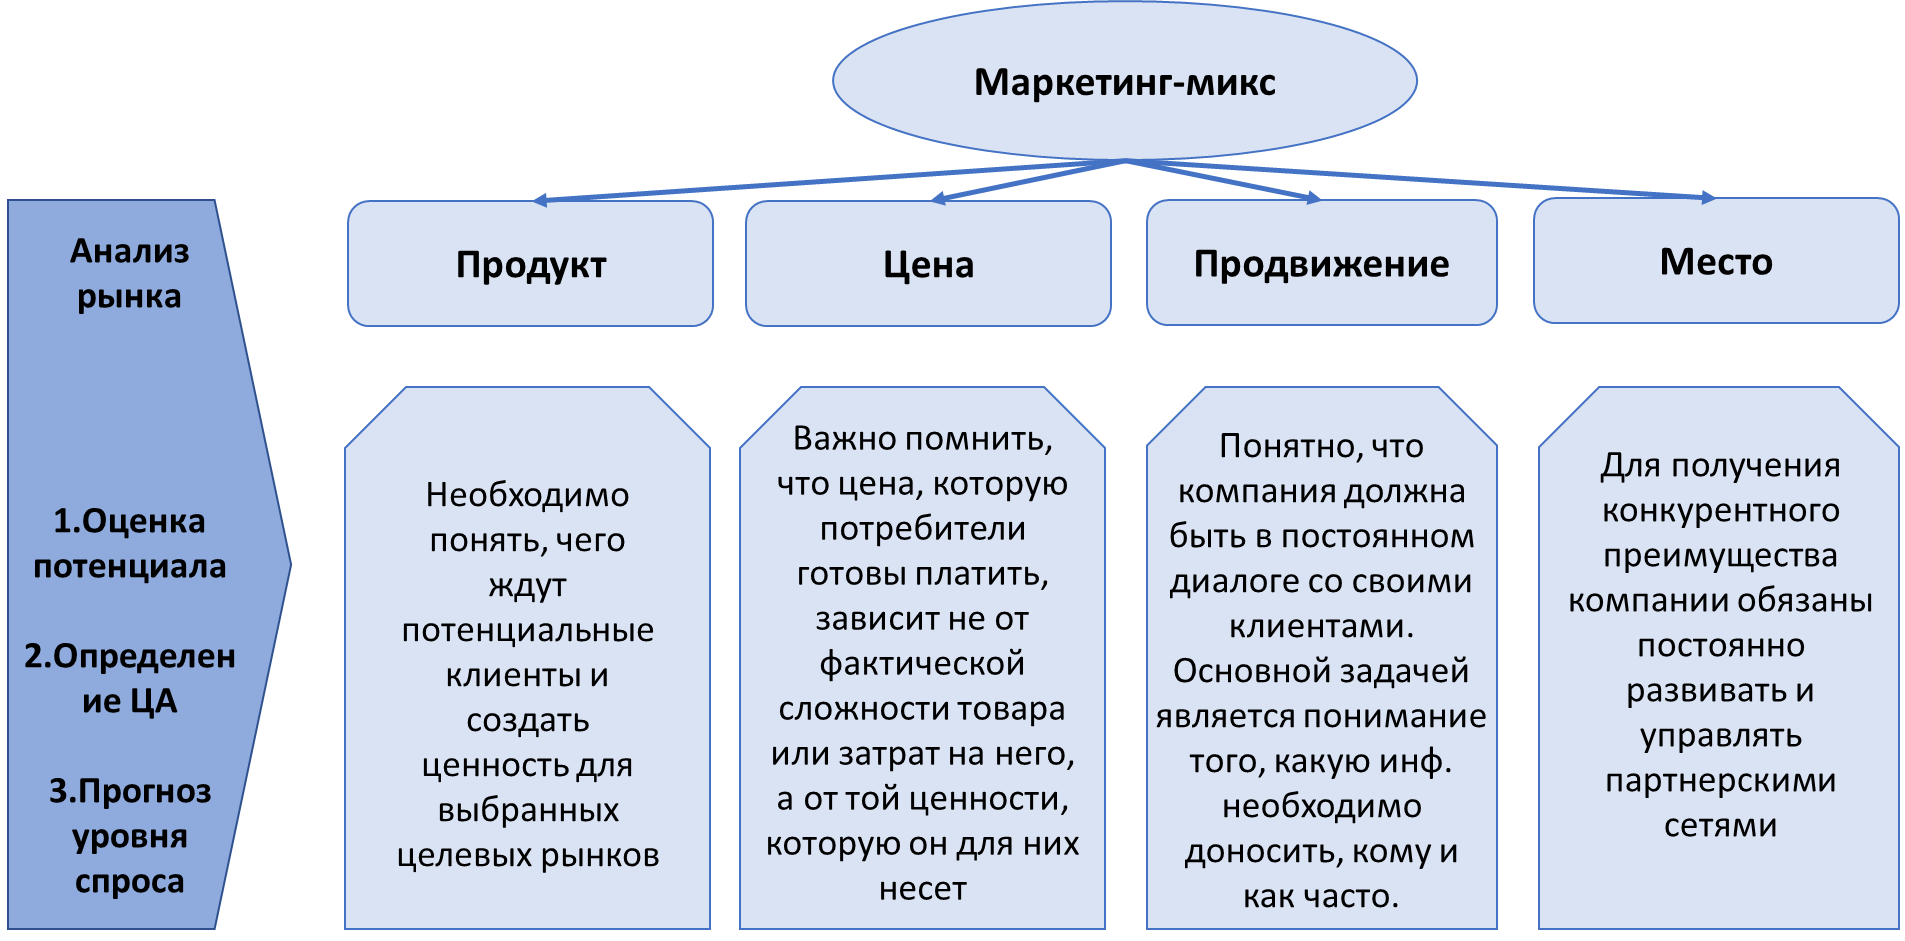 Маркетинг-микс
Анализ
рынка
1.Оценка
потенциала
2.Определен
ие ЦА
3.Прогноз
уровня
спроса
Продукт
Необходимо
понять, чего
ждут
потенциальные
клиенты и
создать
ценность для
выбранных
целевых рынков
Цена
Важно помнить,
что цена, которую
потребители
готовы платить,
зависит не от
фактической
сложности товара
или затрат на него,
а от той ценности,
которую он для них
несет
Продвижение
Понятно, что
компания должна
быть в постоянном
диалоге со своими
клиентами.
Основной задачей
является понимание
того, какую инф.
необходимо
доносить, кому и
как часто.
Место
Для получения
конкурентного
преимущества
компании обязаны
постоянно
развивать и
управлять
партнерскими
сетями